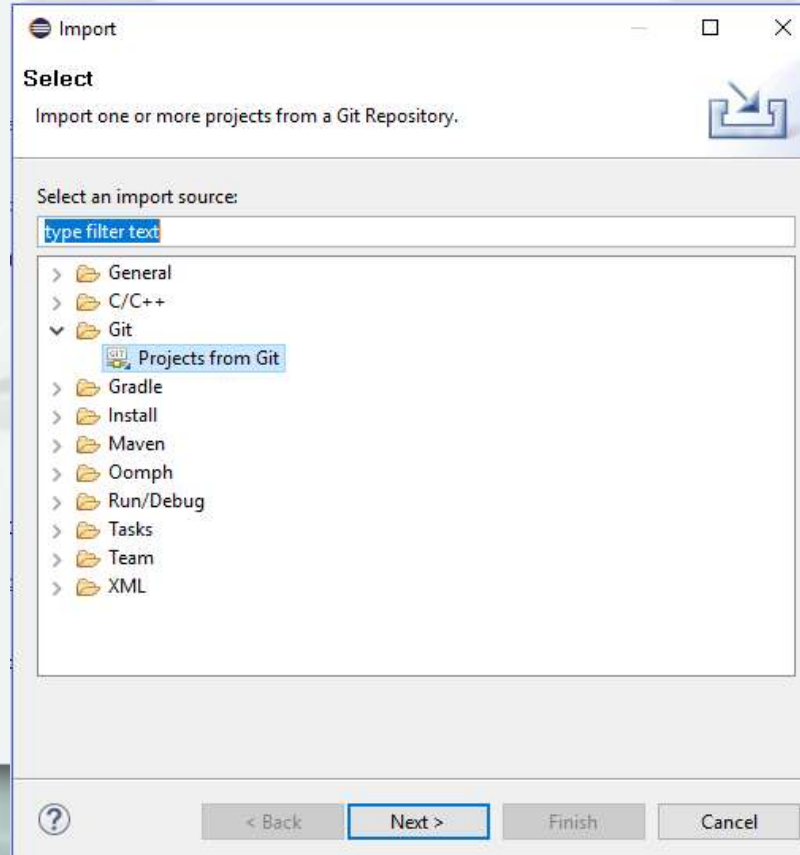 Import
Select
Import one or more projects from a Git Repository.
Select an import source:
type filter text
General
C/C++
Git
GIT Projects from Git
Gradle
Install
Maven
Oomph
Run/Debug
Tasks
Team
XML
?
< Back Next > Finish Cancel